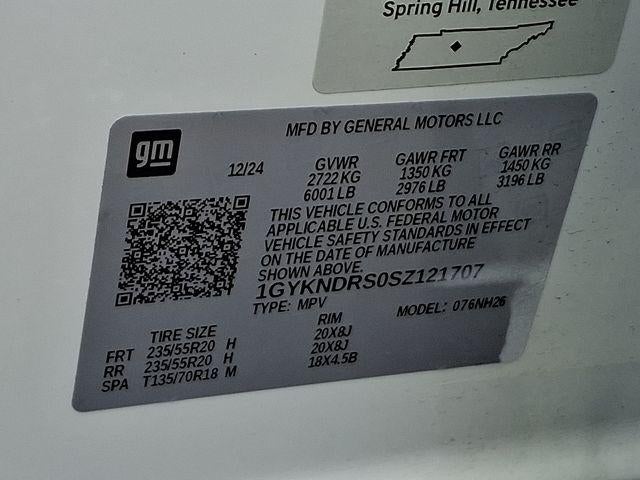 Spring Hill, Tennessee
gm
MFD BY GENERAL MOTORS LLC
12/24 GVWR GAWR FRT GAWR RR
2722 KG 1350 KG 1450 KG
6001 LB 2976 LB 3196 LB
THIS VEHICLE CONFORMS TO ALL
APPLICABLE U.S. FEDERAL MOTOR
VEHICLE SAFETY STANDARDS IN EFFECT
ON THE DATE OF MANUFACTURE
SHOWN ABOVE.
1GYKNDRS0SZ121707
TYPE: MPV MODEL: 076NH26
TIRE SIZE RIM
FRT 235/55R20 H 20X8J
RR 235/55R20 H 20X8J
SPA T135/70R18 M 18X4.5B